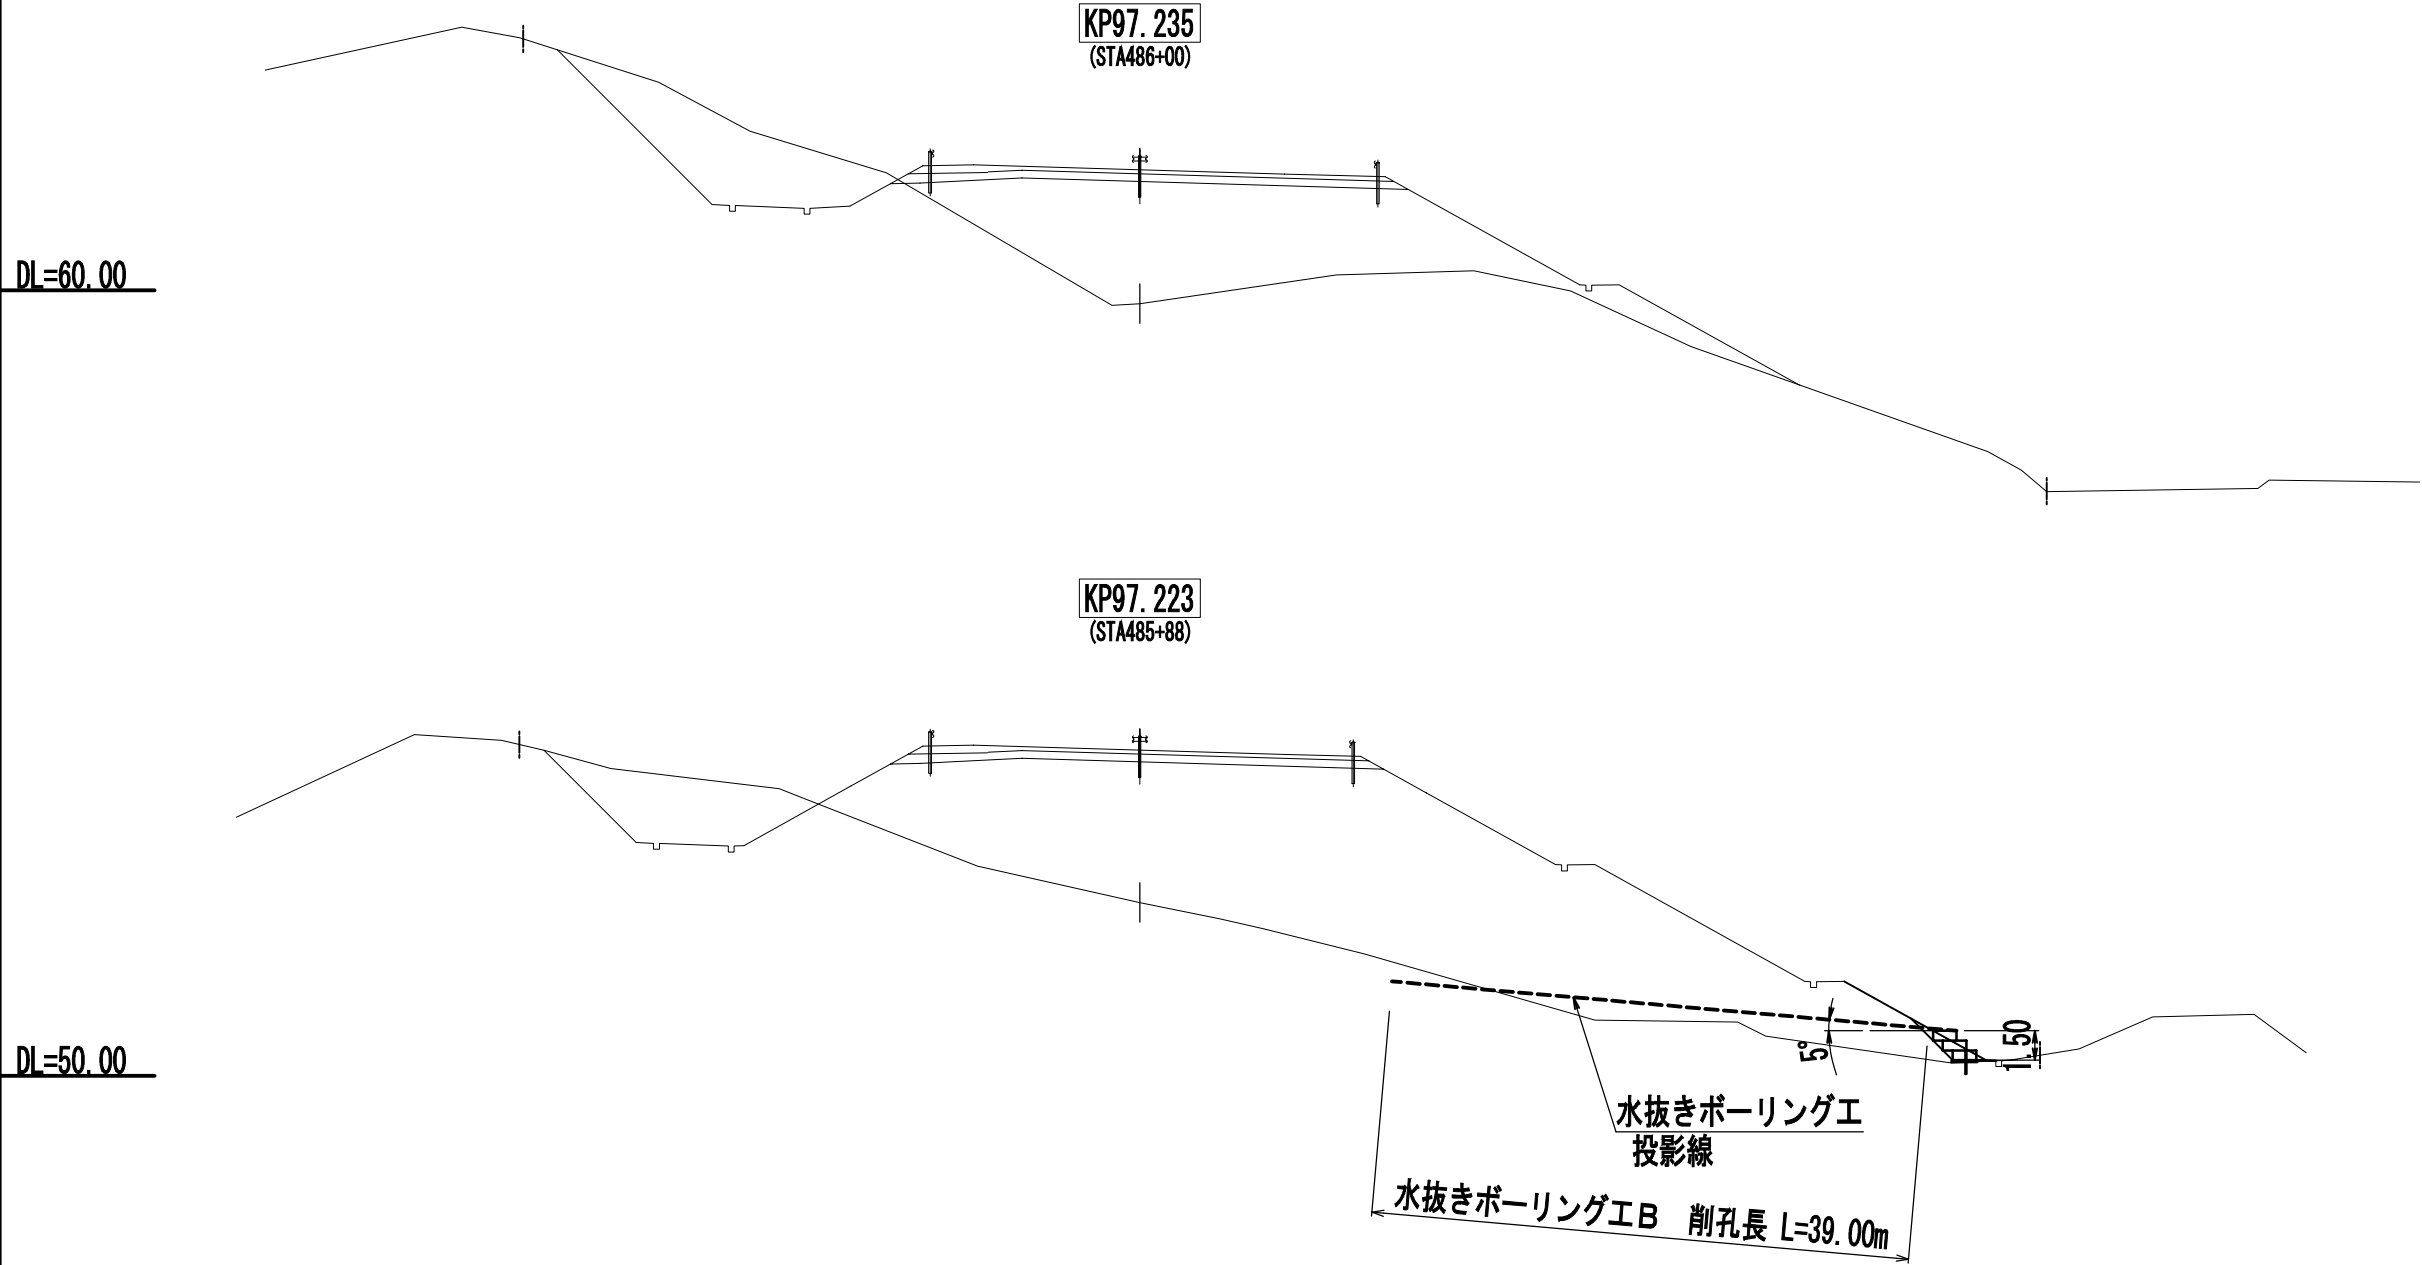 KP97.235
(STA486+00)
DL=60.00
KP97.223
(STA485+88)
DL=50.00
5°
1.50
水抜きボーリング工
投影線
水抜きボーリング工B 削孔長 L=39.00m